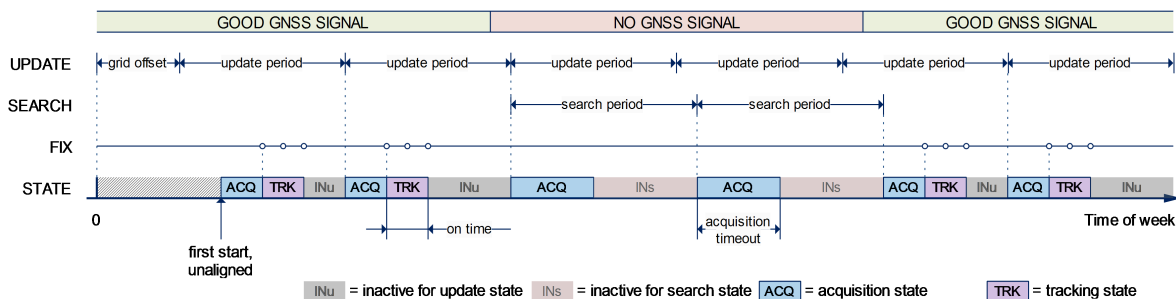 GOOD GNSS SIGNAL NO GNSS SIGNAL GOOD GNSS SIGNAL
UPDATE grid offset update period update period update period update period update period update period
SEARCH search period search period
FIX
STATE ACQ TRK INu ACQ TRK INu ACQ INs ACQ INs ACQ TRK INu ACQ TRK INu
0 Time of week
on time
acquisition
timeout
first start,
unaligned
INu = inactive for update state INs = inactive for search state ACQ = acquisition state TRK = tracking state